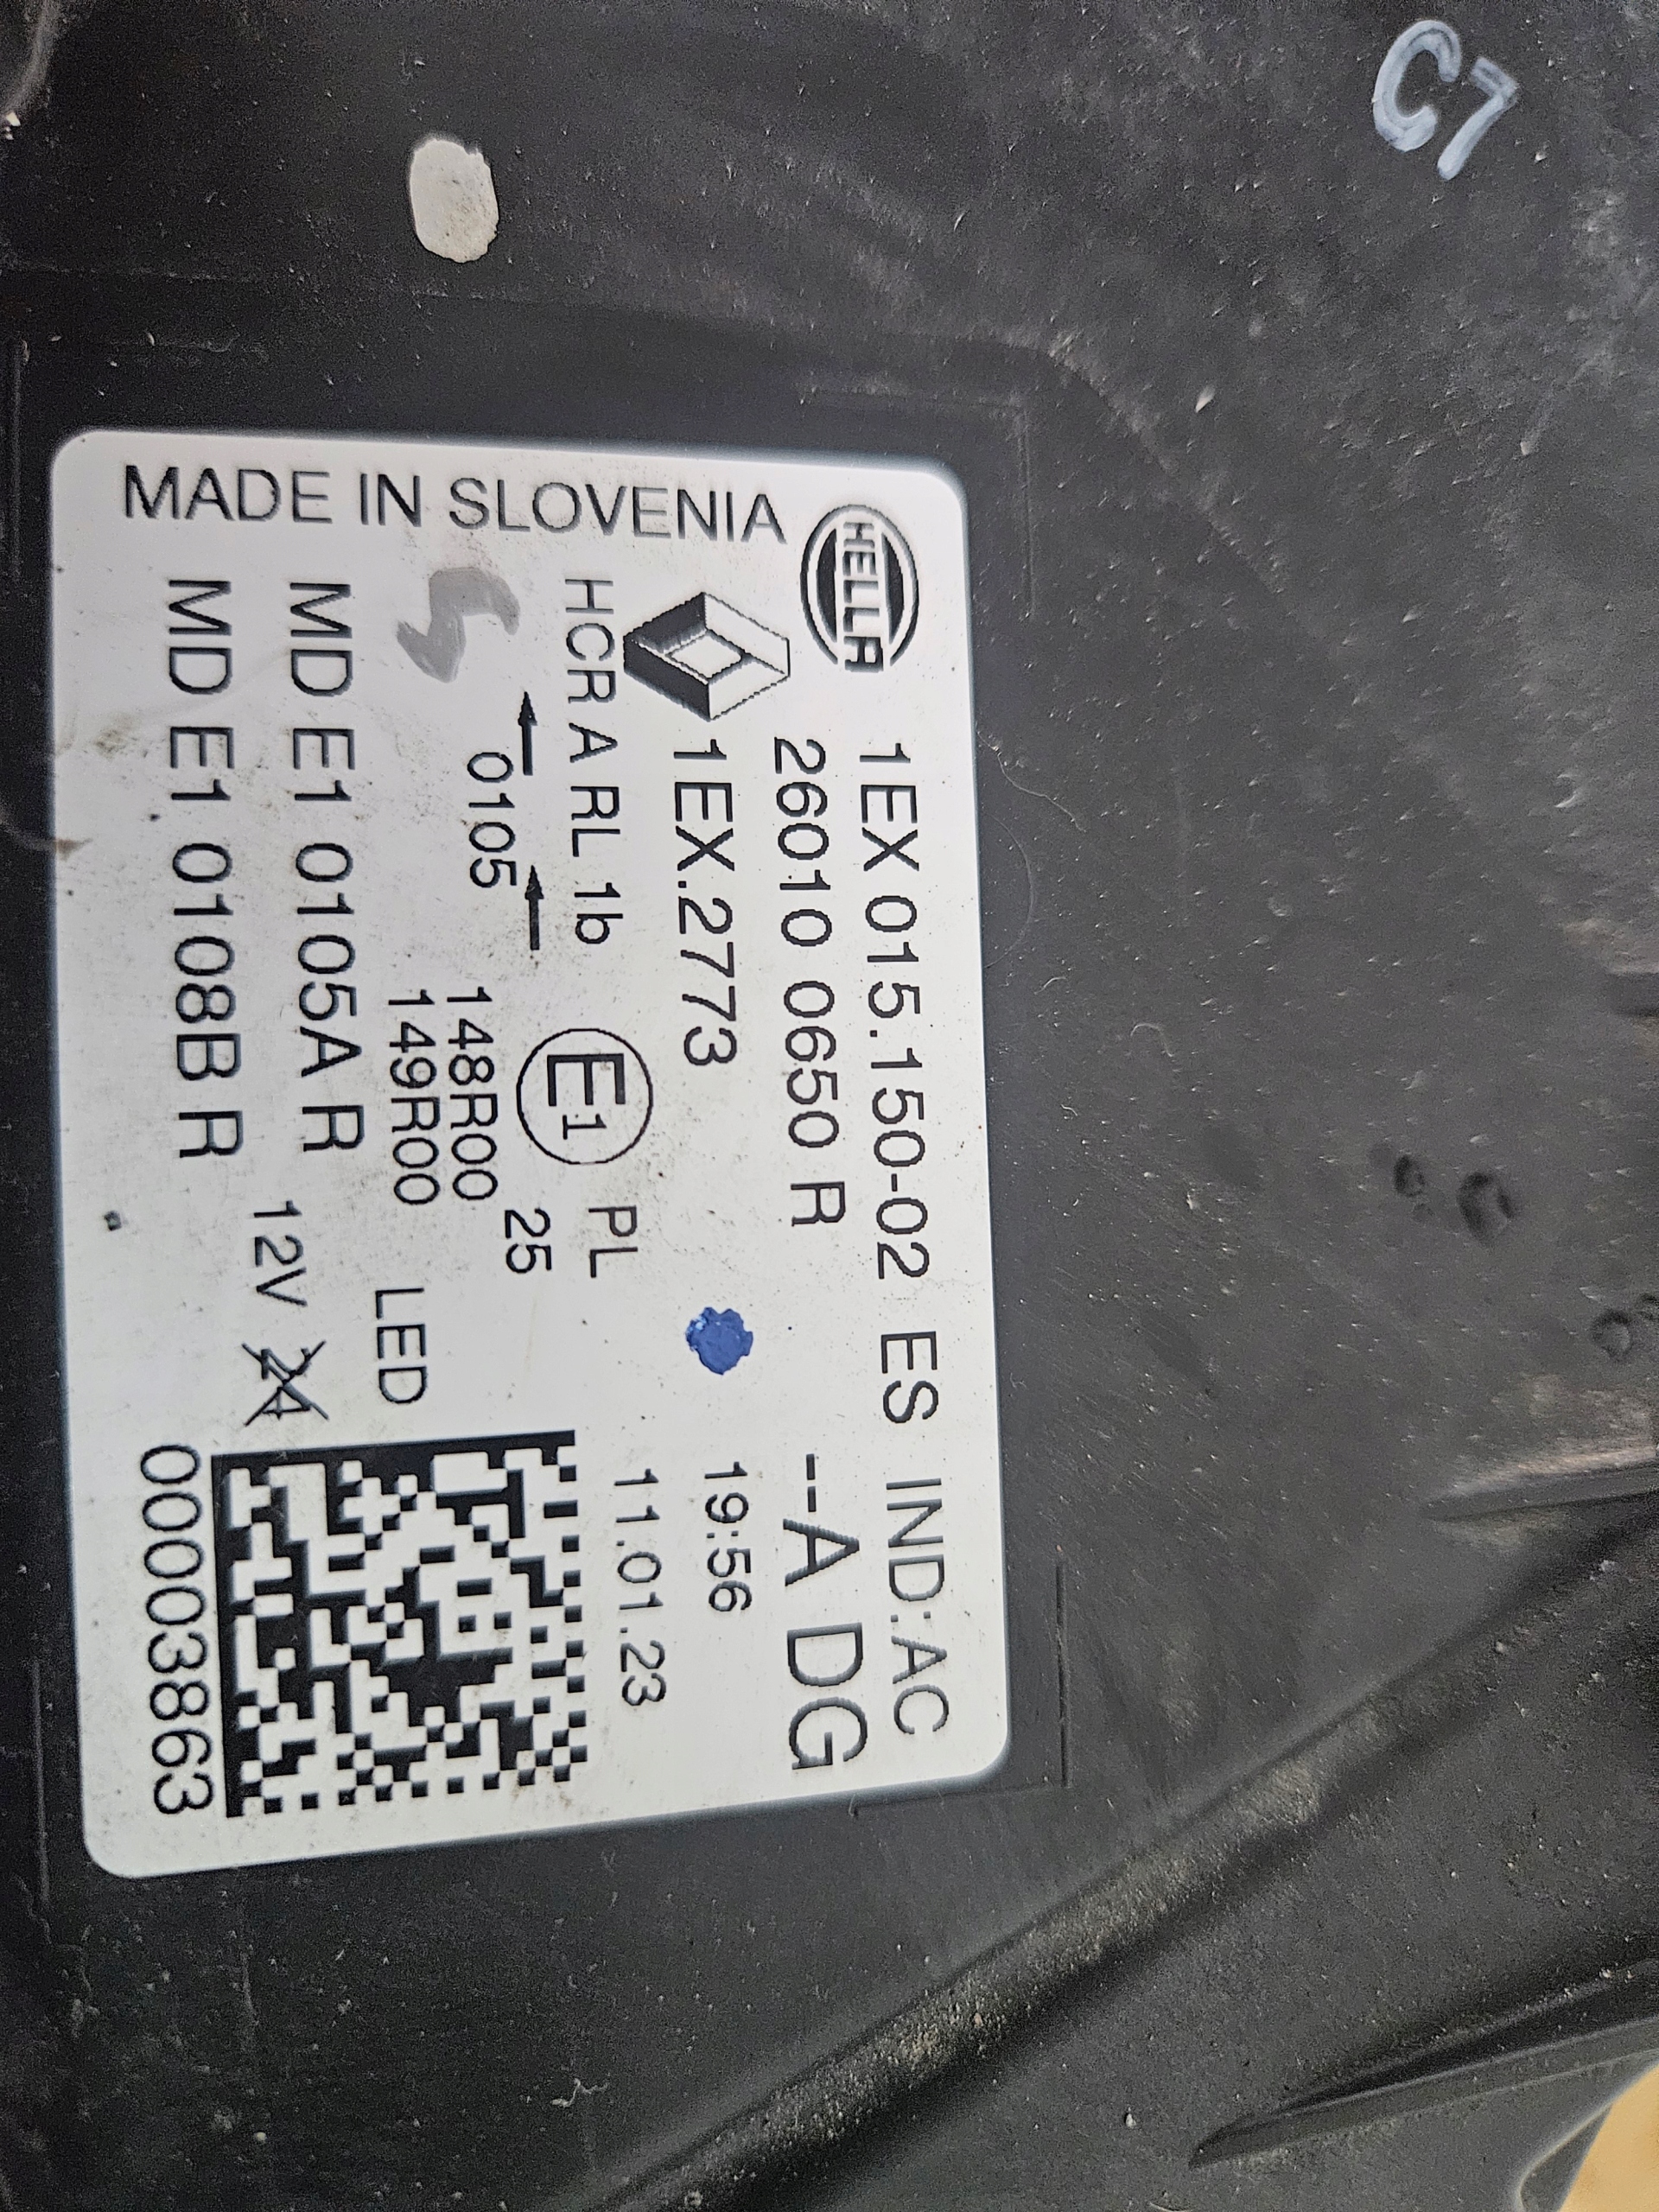 C7
HELLA
1EX 015.150-02 ES IND:AC
26010 0650 R --A DG
1EX.2773 19:56
HCR A RL 1b E1 PL 11.01.23
0105 25
148R00
149R00 LED
MD E1 0105A R 12V 24
MD E1 0108B R 00003863
MADE IN SLOVENIA